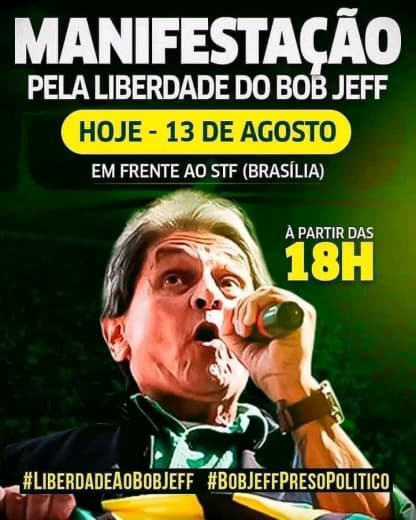 MANIFESTAÇÃO
PELA LIBERDADE DO BOB JEFF
HOJE - 13 DE AGOSTO
EM FRENTE AO STF (BRASÍLIA)
À PARTIR DAS
18H
#LIBERDADEAOBOBJEFF #BOBJEFFPRESOPOLITICO